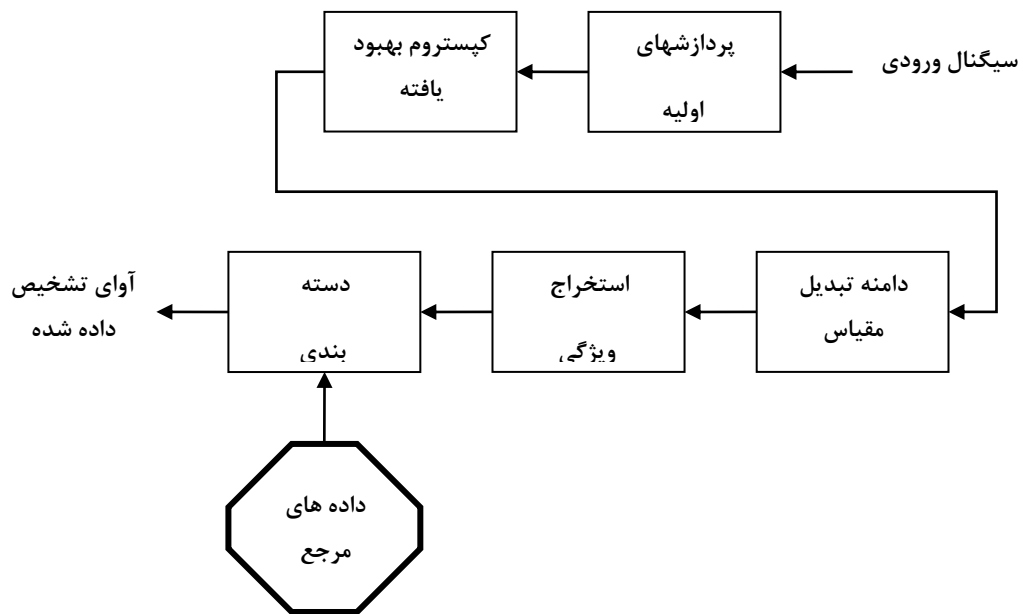 سیگنال ورودی
پردازشهای
اولیه
کپستروم بهبود
یافته
دامنه تبدیل
مقیاس
استخراج
ویژگی
دسته
بندی
آوای تشخیص
داده شده
داده های
مرجع